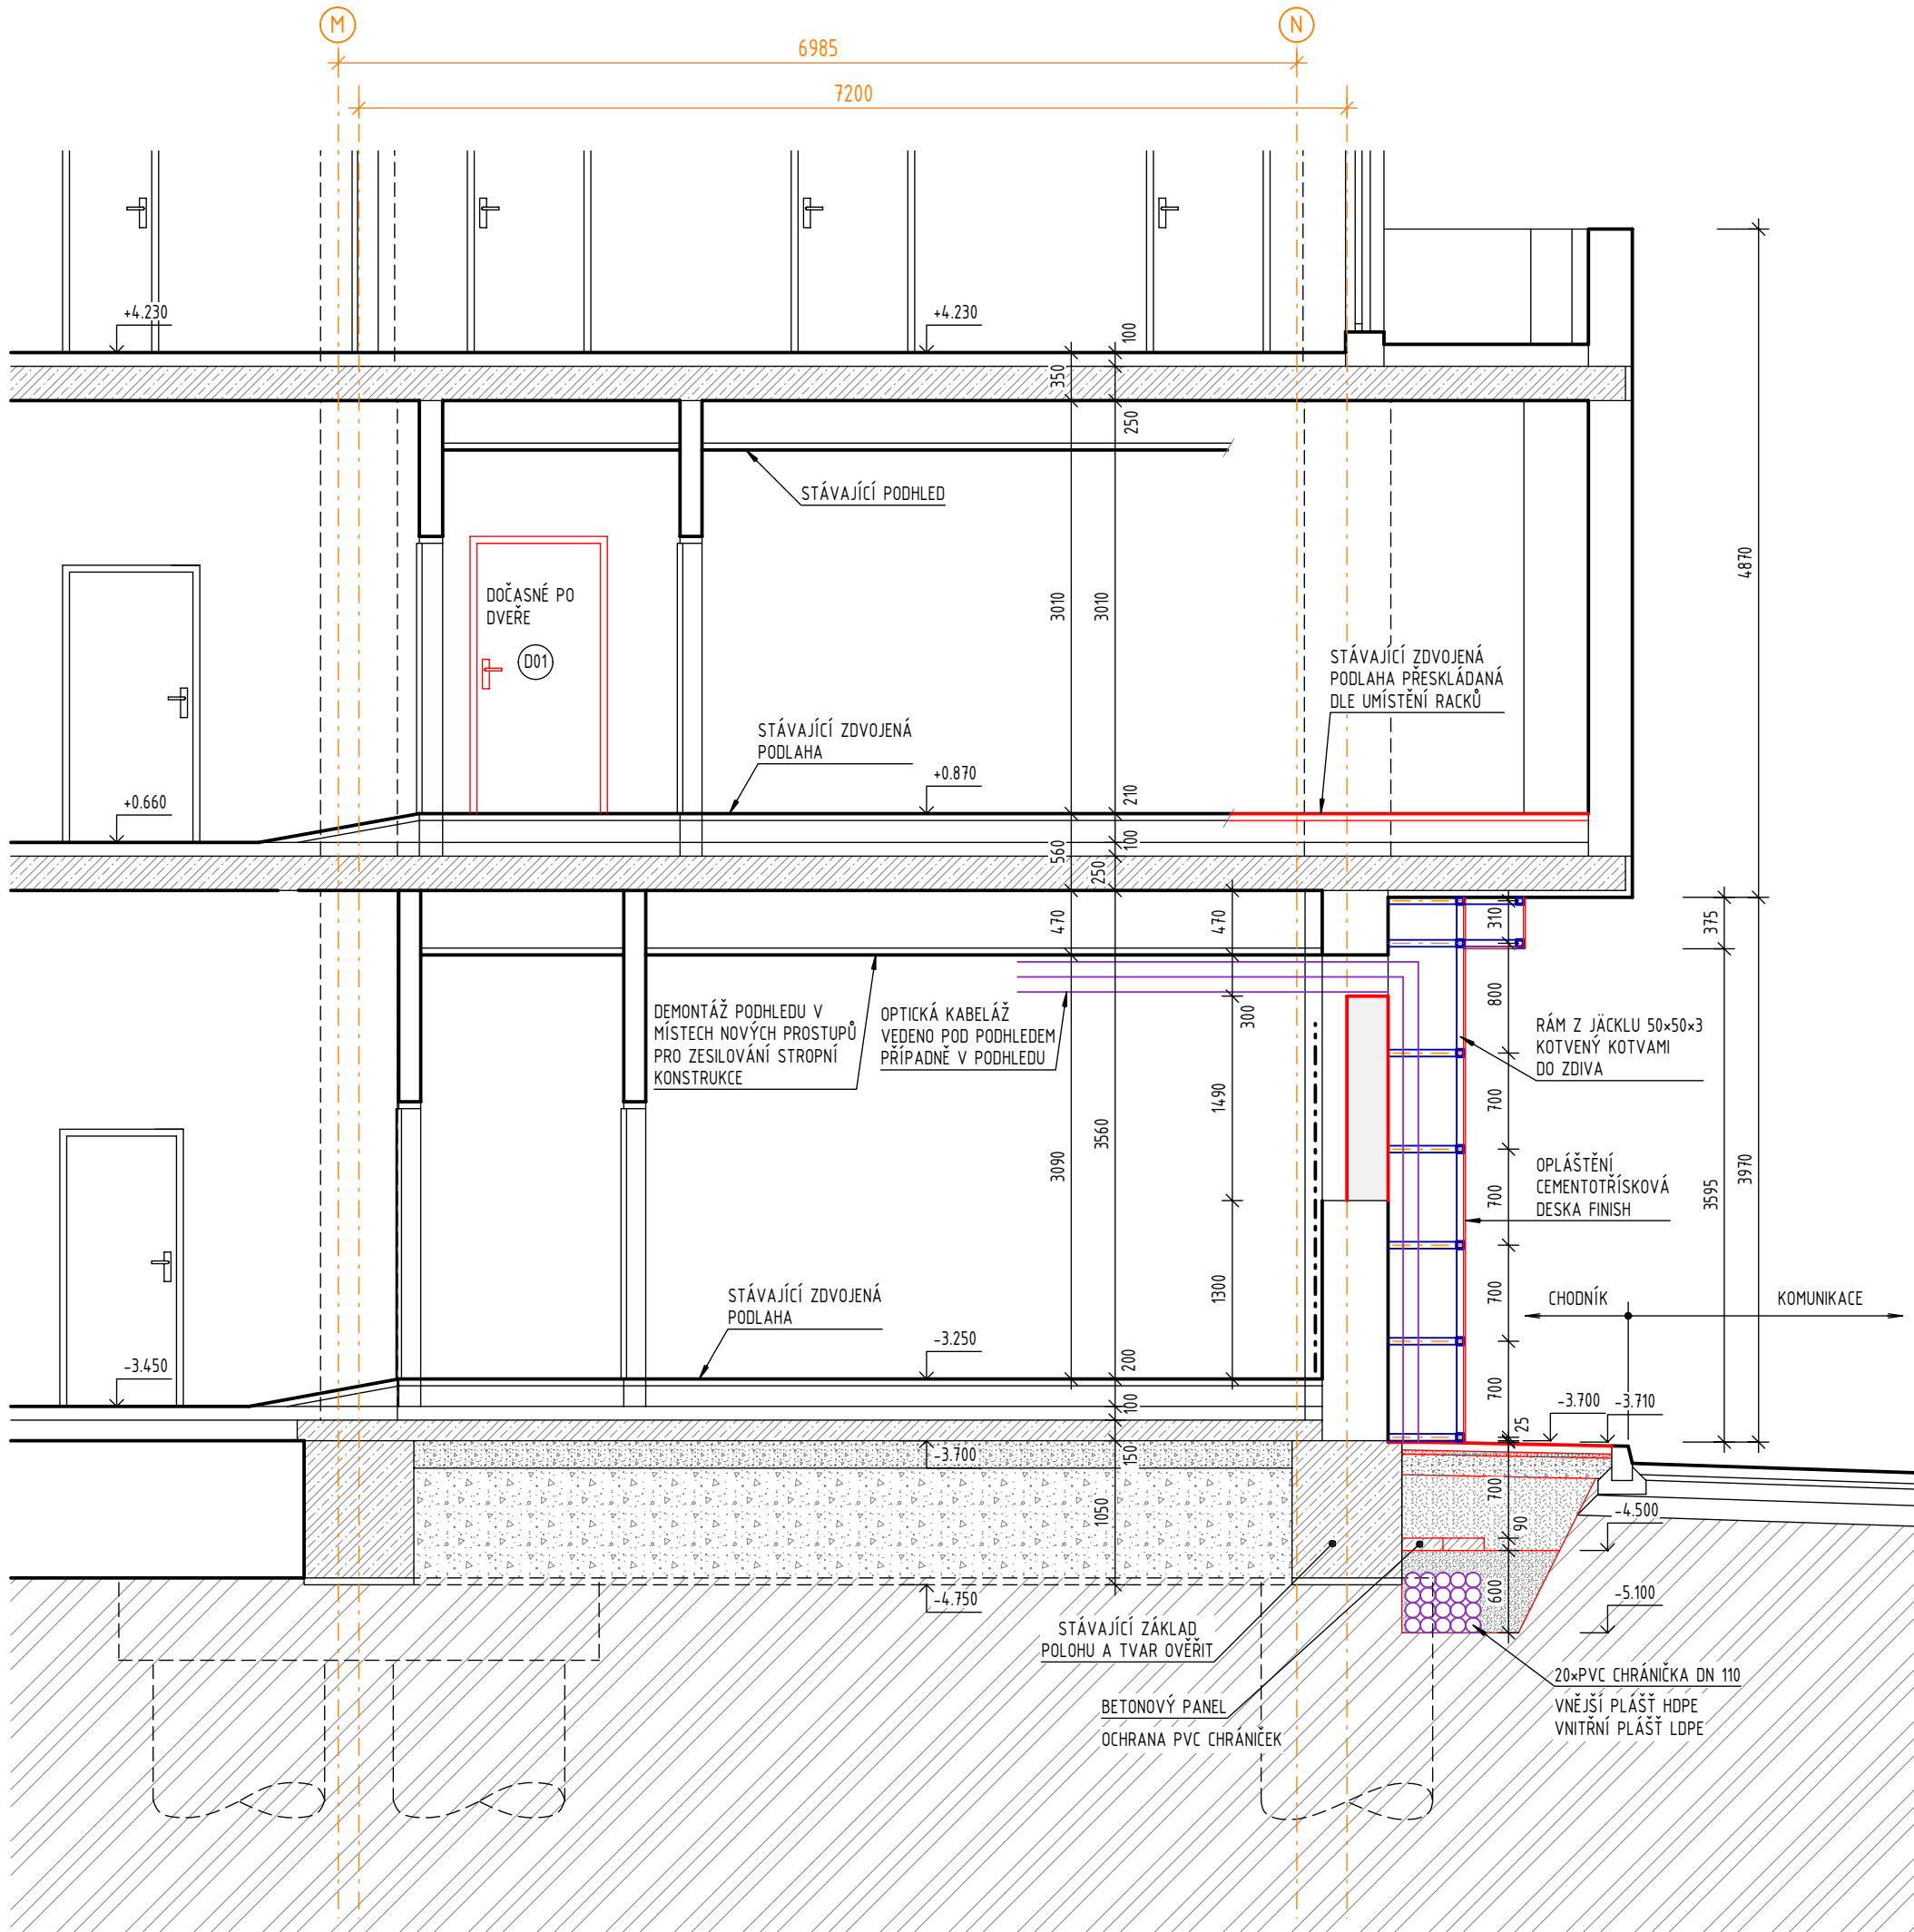 M
N
6985
7200
+4.230
+4.230
100
350
250
STÁVAJÍCÍ PODHLED
4870
DOČASNÉ PO
DVEŘE
D01
3010
3010
STÁVAJÍCÍ ZDVOJENÁ
PODLAHA PŘESKLÁDANÁ
DLE UMÍSTĚNÍ RACKŮ
STÁVAJÍCÍ ZDVOJENÁ
PODLAHA
+0.870
+0.660
210
100
560
250
470
470
310
375
800
DEMONTÁŽ PODHLEDU V
MÍSTECH NOVÝCH PROSTUPŮ
PRO ZESILOVÁNÍ STROPNÍ
KONSTRUKCE
OPTICKÁ KABELÁŽ
VEDENO POD PODHLEDEM
PŘÍPADNĚ V PODHLEDU
300
RÁM Z JÄCKLU 50×50×3
KOTVENÝ KOTVAMI
DO ZDIVA
1490
700
3090
3560
700
OPLÁŠTĚNÍ
CEMENTOTŘÍSKOVÁ
DESKA FINISH
3595
3970
1300
700
CHODNÍK
KOMUNIKACE
STÁVAJÍCÍ ZDVOJENÁ
PODLAHA
-3.250
-3.450
200
100
700
25
-3.700
-3.710
-3.700
150
1050
700
90
-4.500
600
-5.100
-4.750
STÁVAJÍCÍ ZÁKLAD
POLOHU A TVAR OVĚŘIT
BETONOVÝ PANEL
OCHRANA PVC CHRÁNIČEK
20×PVC CHRÁNIČKA DN 110
VNĚJŠÍ PLÁŠŤ HDPE
VNITŘNÍ PLÁŠŤ LDPE